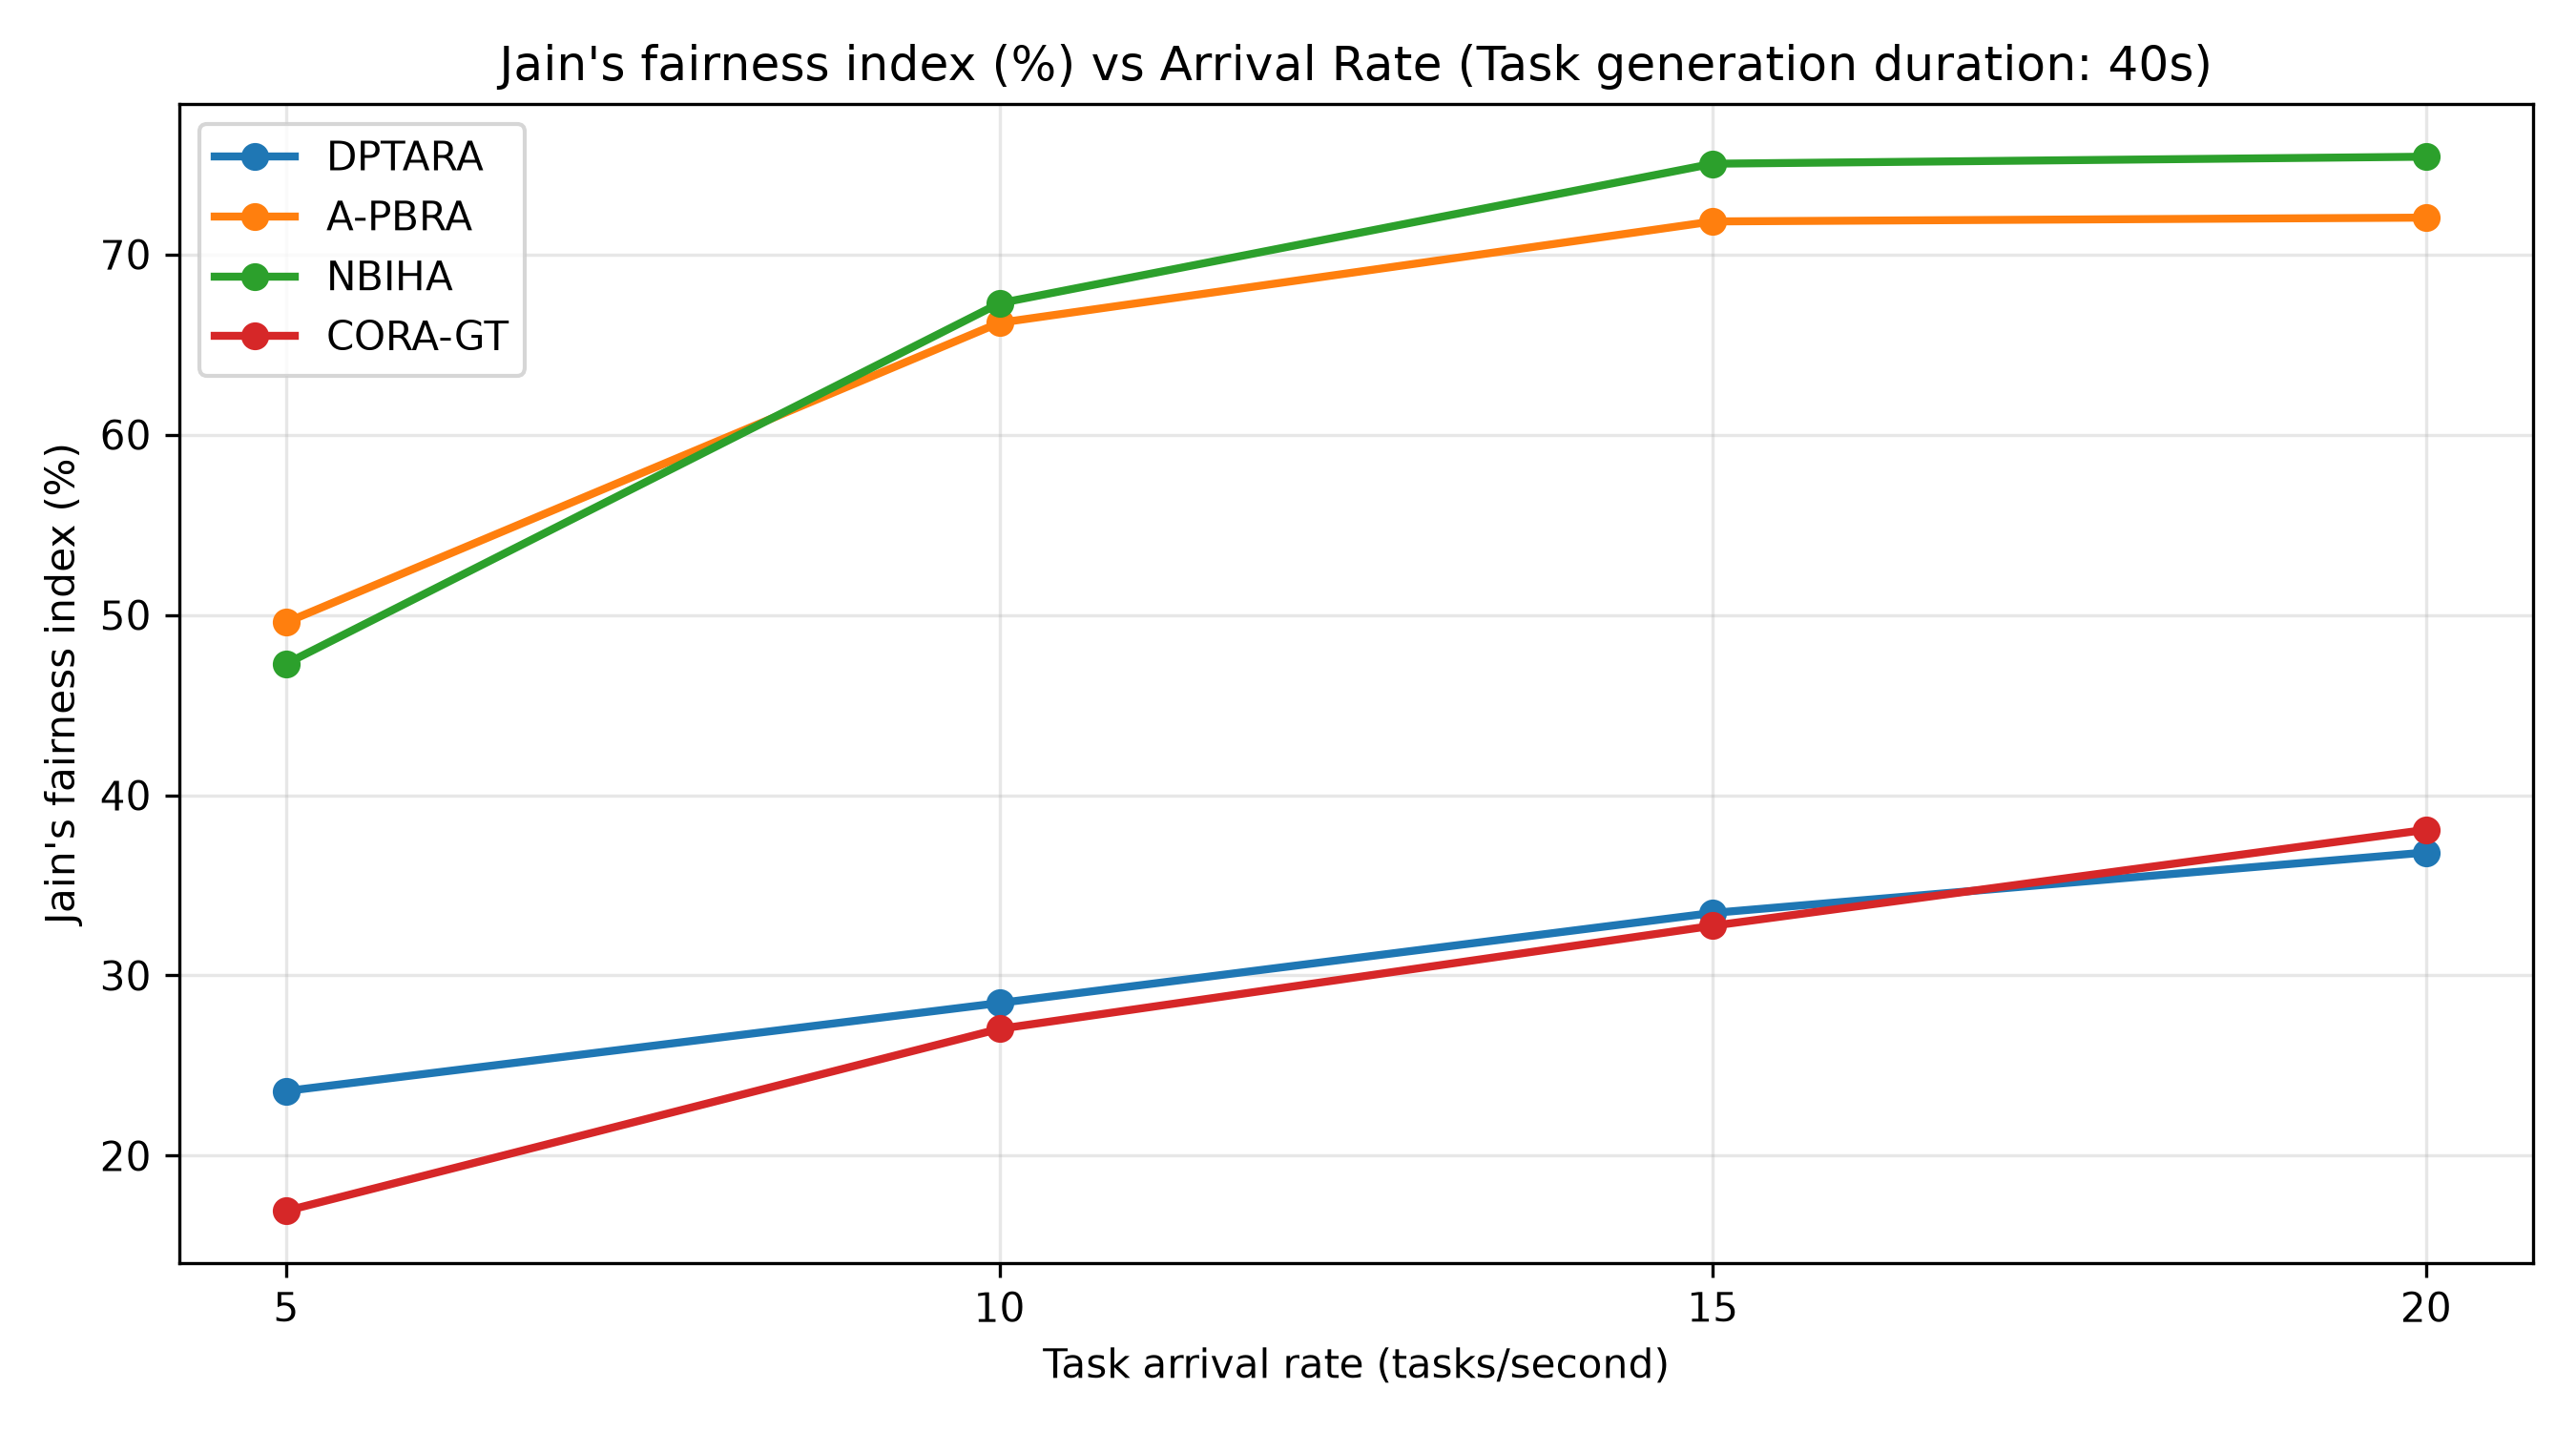 Jain's fairness index (%) vs Arrival Rate (Task generation duration: 40s)
DPTARA
A-PBRA
NBIHA
CORA-GT
Jain's fairness index (%)
70
60
50
40
30
20
5 10 15 20
Task arrival rate (tasks/second)